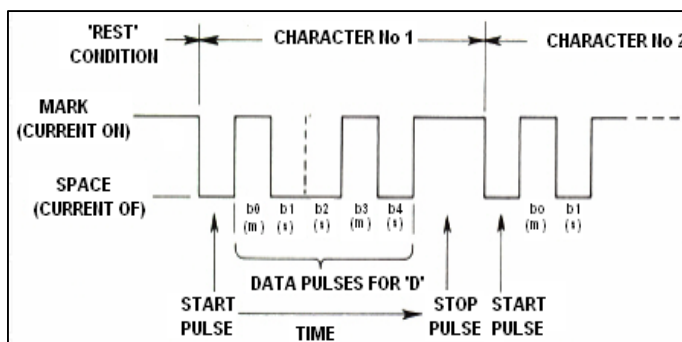 'REST'
CONDITION
CHARACTER No 1
CHARACTER No 2
MARK
(CURRENT ON)
SPACE
(CURRENT OF)
b0 b1 b2 b3 b4 bo b1
(m) (s) (s) (m) (s) (m) (s)
DATA PULSES FOR 'D'
START
PULSE
TIME
STOP
PULSE
START
PULSE